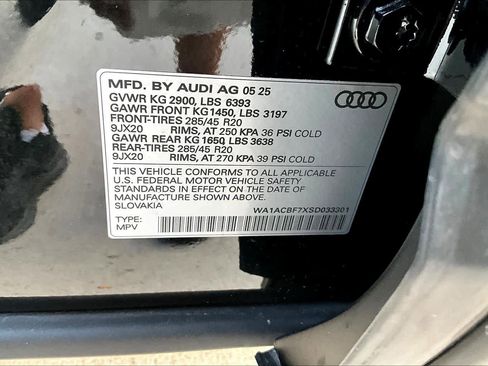 MFD. BY AUDI AG 05 25
GVWR KG 2900, LBS 6393
GAWR FRONT KG1450, LBS 3197
FRONT-TIRES 285/45 R20
9JX20 RIMS, AT 250 KPA 36 PSI COLD
GAWR REAR KG 1650, LBS 3638
REAR-TIRES 285/45 R20
9JX20 RIMS, AT 270 KPA 39 PSI COLD
THIS VEHICLE CONFORMS TO ALL APPLICABLE
U.S. FEDERAL MOTOR VEHICLE SAFETY
STANDARDS IN EFFECT ON THE DATE OF
MANUFACTURE SHOWN ABOVE.
SLOVAKIA
WA1ACBF7XSD033301
TYPE:
MPV